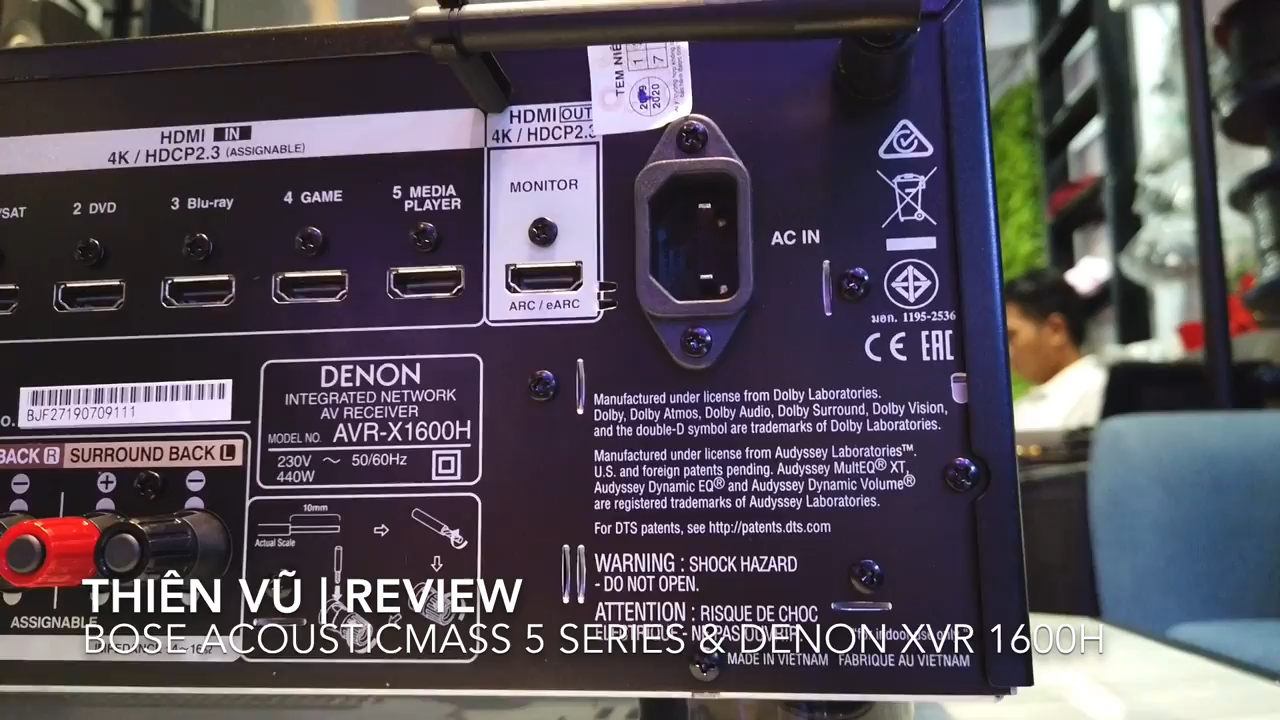 TEM NIÊ
1
7
2019
2020
HDMI IN
4K / HDCP2.3 (ASSIGNABLE)
HDMI OUT
4K / HDCP2.3
/SAT
2 DVD
3 Blu-ray
4 GAME
5 MEDIA
PLAYER
MONITOR
ARC / eARC
AC IN
มอก. 1195-2536
CE EAC
BJF27190709111
DENON
INTEGRATED NETWORK
AV RECEIVER
MODEL NO. AVR-X1600H
230V ~ 50/60Hz
440W
BACK R SURROUND BACK L
10mm
Actual Scale
ASSIGNABLE
Manufactured under license from Dolby Laboratories.
Dolby, Dolby Atmos, Dolby Audio, Dolby Surround, Dolby Vision,
and the double-D symbol are trademarks of Dolby Laboratories.
Manufactured under license from Audyssey Laboratories™.
U.S. and foreign patents pending. Audyssey MultEQ® XT,
Audyssey Dynamic EQ® and Audyssey Dynamic Volume®
are registered trademarks of Audyssey Laboratories.
For DTS patents, see http://patents.dts.com
WARNING : SHOCK HAZARD
- DO NOT OPEN.
ATTENTION : RISQUE DE CHOC
MADE IN VIETNAM FABRIQUE AU VIETNAM
THIÊN VŨ | REVIEW
BOSE ACOUSTICMASS 5 SERIES & DENON XVR 1600H